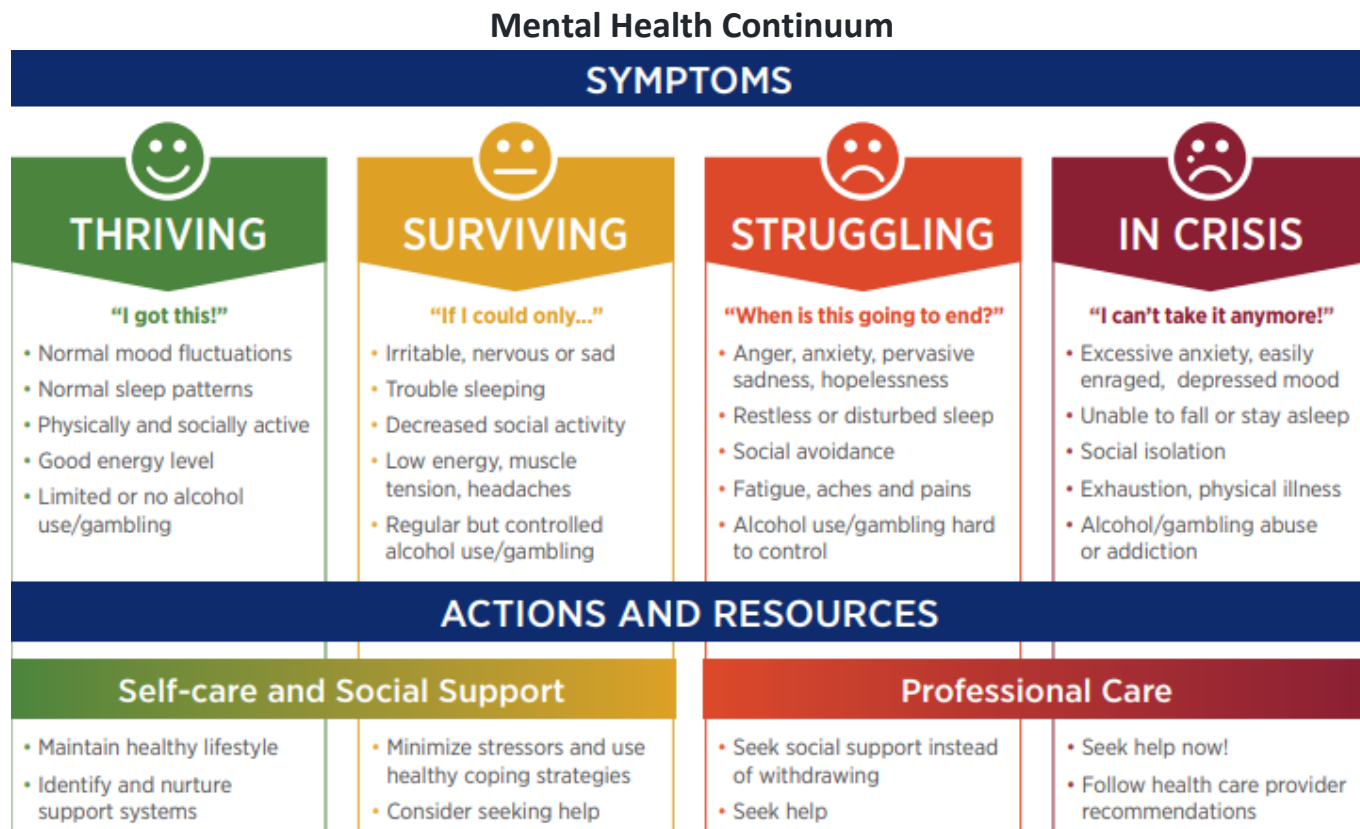 Mental Health Continuum
SYMPTOMS
THRIVING
"I got this!"
• Normal mood fluctuations
• Normal sleep patterns
• Physically and socially active
• Good energy level
• Limited or no alcohol
use/gambling
SURVIVING
"If I could only..."
• Irritable, nervous or sad
• Trouble sleeping
• Decreased social activity
• Low energy, muscle
tension, headaches
• Regular but controlled
alcohol use/gambling
STRUGGLING
"When is this going to end?"
• Anger, anxiety, pervasive
sadness, hopelessness
• Restless or disturbed sleep
• Social avoidance
• Fatigue, aches and pains
• Alcohol use/gambling hard
to control
IN CRISIS
"I can't take it anymore!"
• Excessive anxiety, easily
enraged, depressed mood
• Unable to fall or stay asleep
• Social isolation
• Exhaustion, physical illness
• Alcohol/gambling abuse
or addiction
ACTIONS AND RESOURCES
Self-care and Social Support
• Maintain healthy lifestyle
• Identify and nurture
support systems
• Minimize stressors and use
healthy coping strategies
• Consider seeking help
Professional Care
• Seek social support instead
of withdrawing
• Seek help
• Seek help now!
• Follow health care provider
recommendations